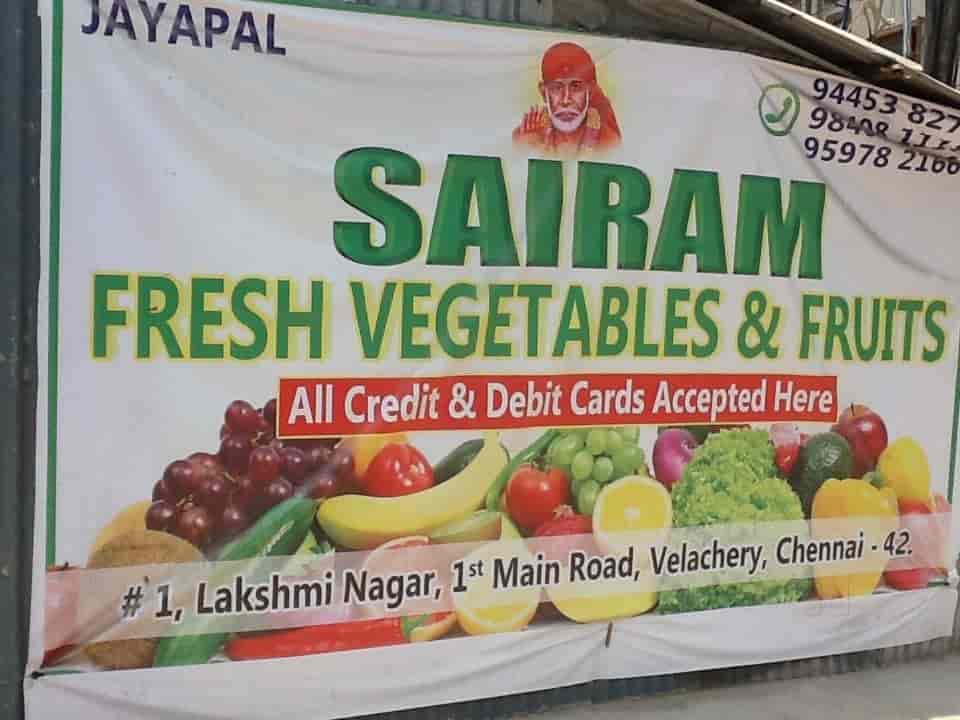 JAYAPAL
94453 827
95978 2166
SAIRAM
FRESH VEGETABLES & FRUITS
All Credit & Debit Cards Accepted Here
# 1, Lakshmi Nagar, 1st Main Road, Velachery, Chennai - 42.